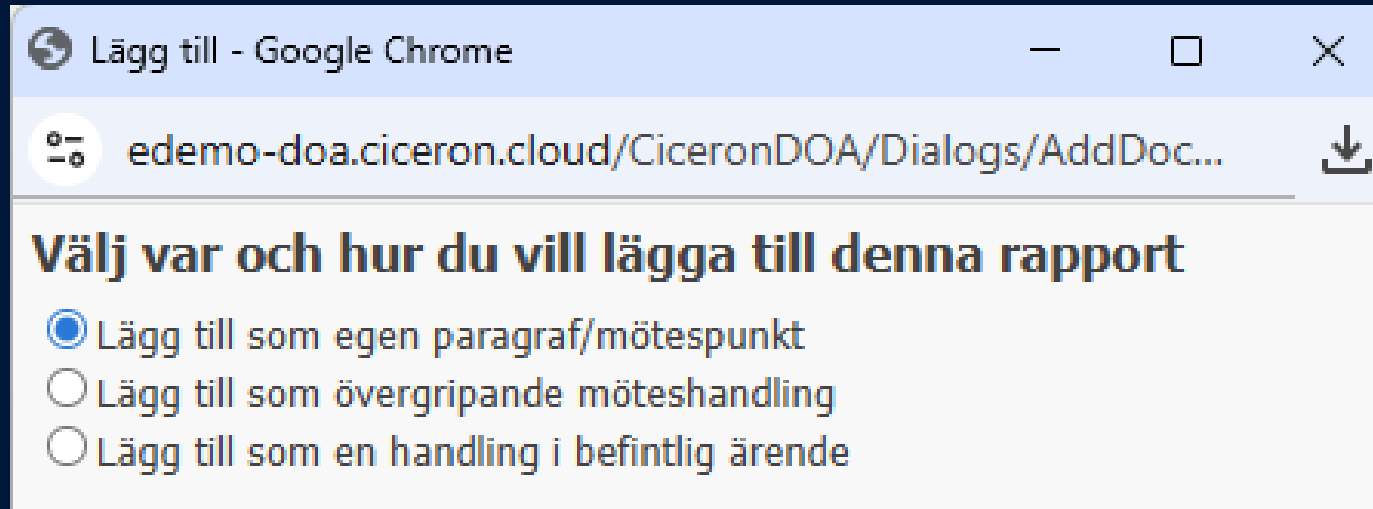 Lägg till - Google Chrome
edemo-doa.ciceron.cloud/CiceronDOA/Dialogs/AddDoc...
Välj var och hur du vill lägga till denna rapport
Lägg till som egen paragraf/mötespunkt
Lägg till som övergripande möteshandling
Lägg till som en handling i befintlig ärende